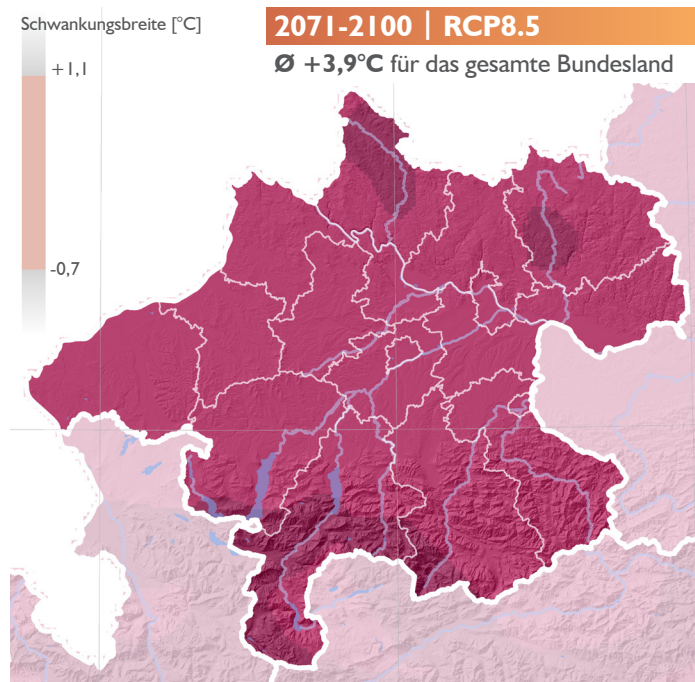 Schwankungsbreite [°C]
+1,1
-0,7
2071-2100 | RCP8.5
Ø +3,9°C für das gesamte Bundesland